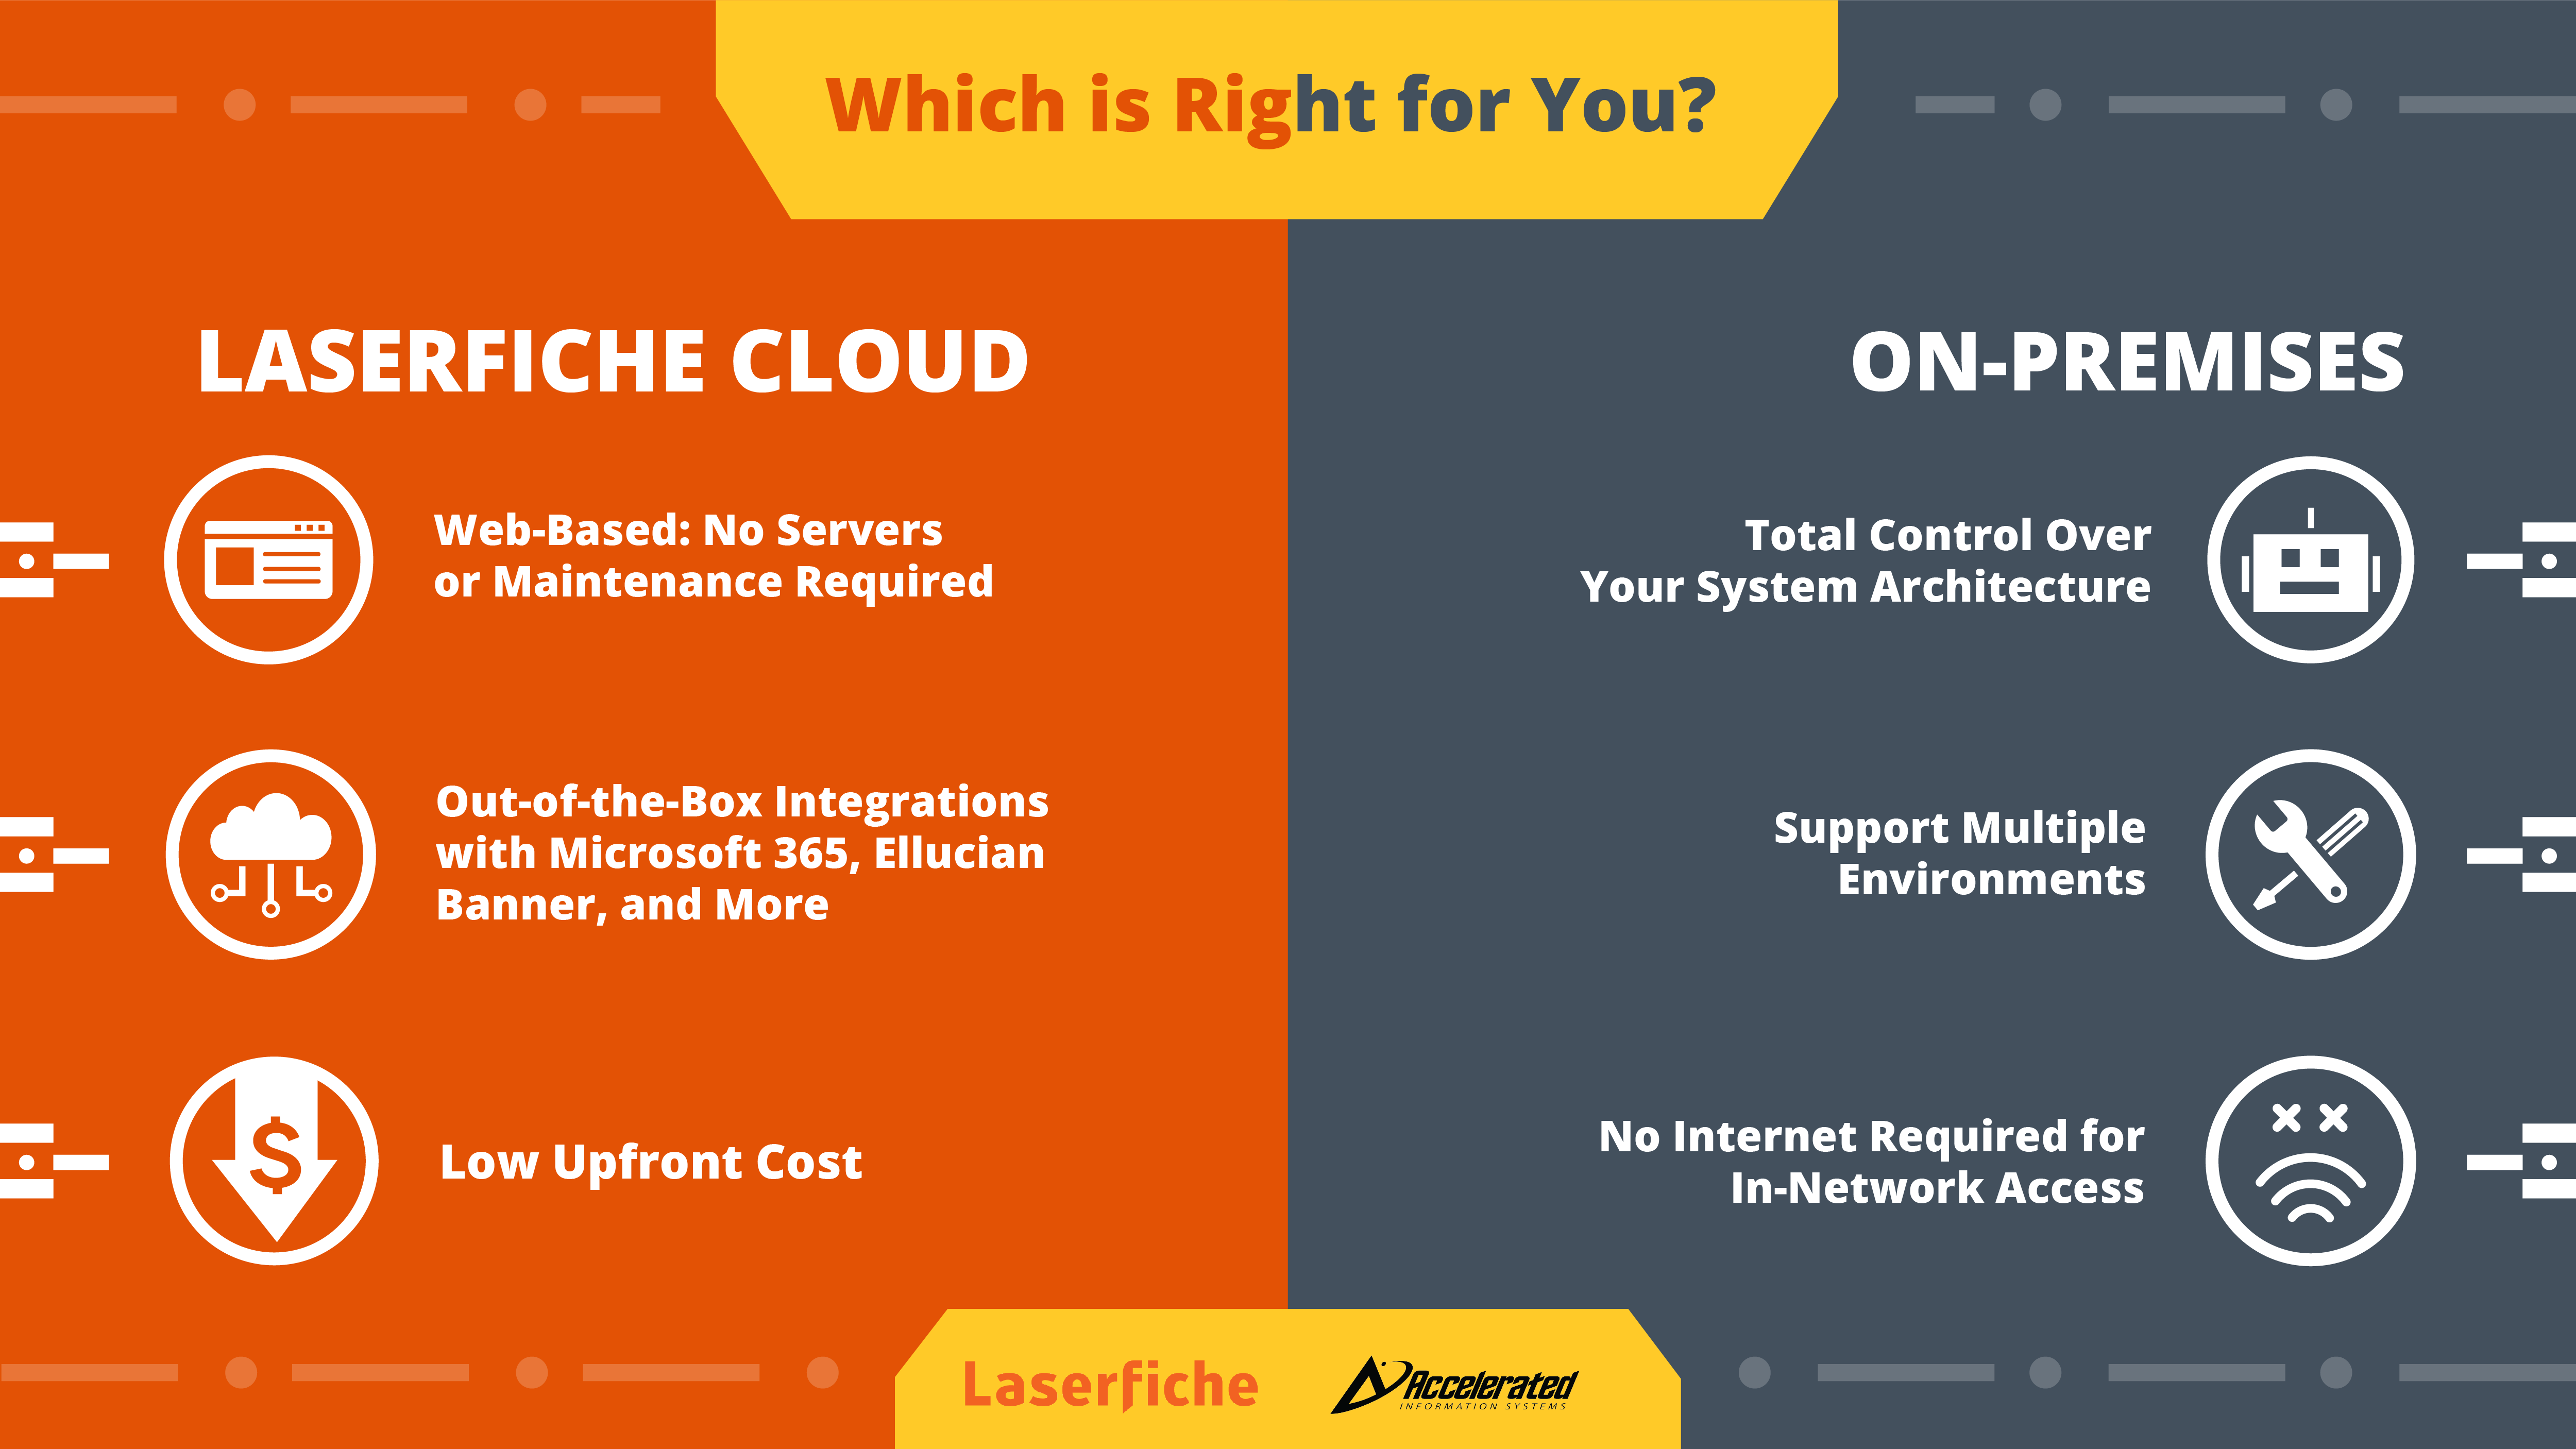 Which is Right for You?
LASERFICHE CLOUD
Web-Based: No Servers
or Maintenance Required
Out-of-the-Box Integrations
with Microsoft 365, Ellucian
Banner, and More
$
Low Upfront Cost
ON-PREMISES
Total Control Over
Your System Architecture
Support Multiple
Environments
No Internet Required for
In-Network Access
Laserfiche
Accelerated
INFORMATION SYSTEMS